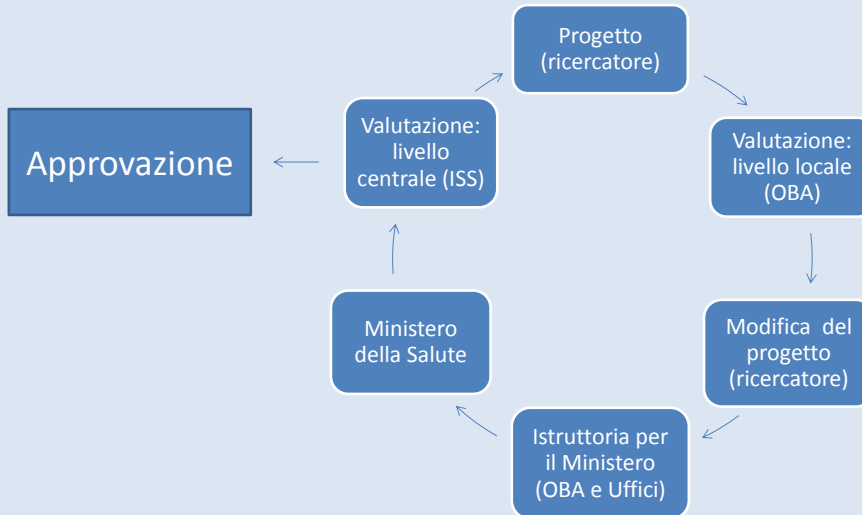 Progetto
(ricercatore)
Valutazione:
livello locale
(OBA)
Modifica del
progetto
(ricercatore)
Istruttoria per
il Ministero
(OBA e Uffici)
Ministero
della Salute
Valutazione:
livello
centrale (ISS)
Approvazione